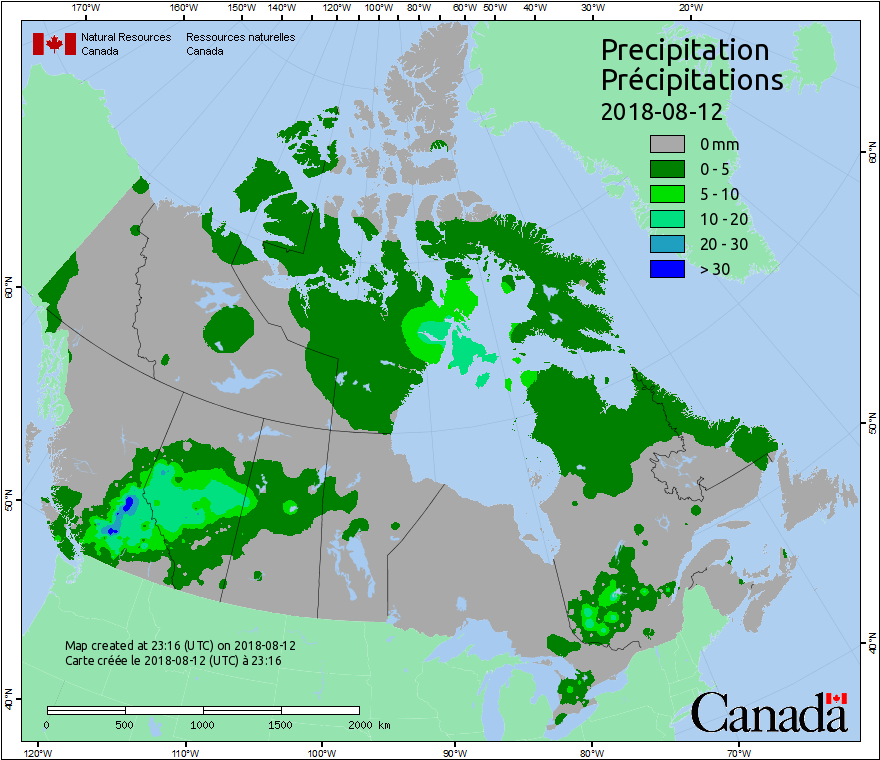 170°W 160°W 150°W 140°W 130°W 120°W 110°W 100°W 90°W 80°W 60°W 50°W 40°W 30°W 20°W
Natural Resources Canada
Ressources naturelles Canada
Precipitation
Précipitations
2018-08-12
0 mm
0 - 5
5 - 10
10 - 20
20 - 30
> 30
60°N
50°N
40°N
60°N
50°N
40°N
Map created at 23:16 (UTC) on 2018-08-12
Carte créée le 2018-08-12 (UTC) à 23:16
0 500 1000 1500 2000 km
Canada
120°W 110°W 100°W 90°W 80°W 70°W